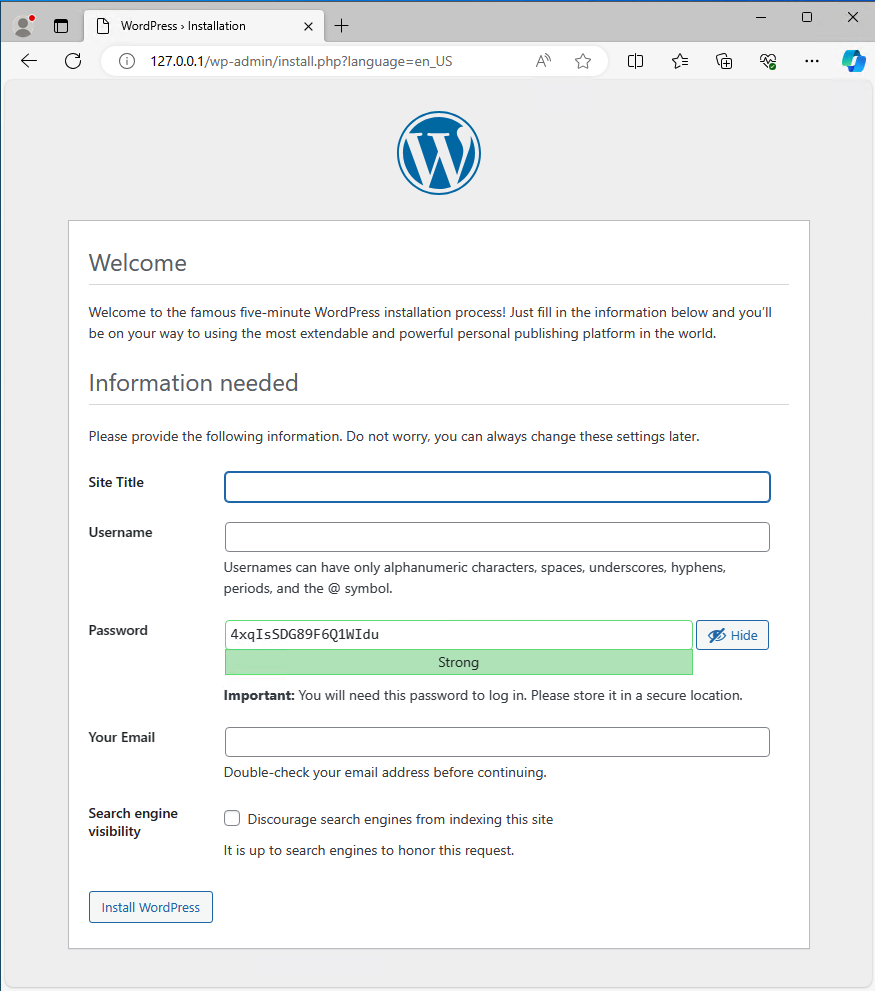 WordPress › Installation
127.0.0.1/wp-admin/install.php?language=en_US
Welcome
Welcome to the famous five-minute WordPress installation process! Just fill in the information below and you’ll
be on your way to using the most extendable and powerful personal publishing platform in the world.
Information needed
Please provide the following information. Do not worry, you can always change these settings later.
Site Title
Username
Usernames can have only alphanumeric characters, spaces, underscores, hyphens,
periods, and the @ symbol.
Password
4xqIsSDG89F6Q1WIdu
Hide
Strong
Important: You will need this password to log in. Please store it in a secure location.
Your Email
Double-check your email address before continuing.
Search engine
visibility
Discourage search engines from indexing this site
It is up to search engines to honor this request.
Install WordPress